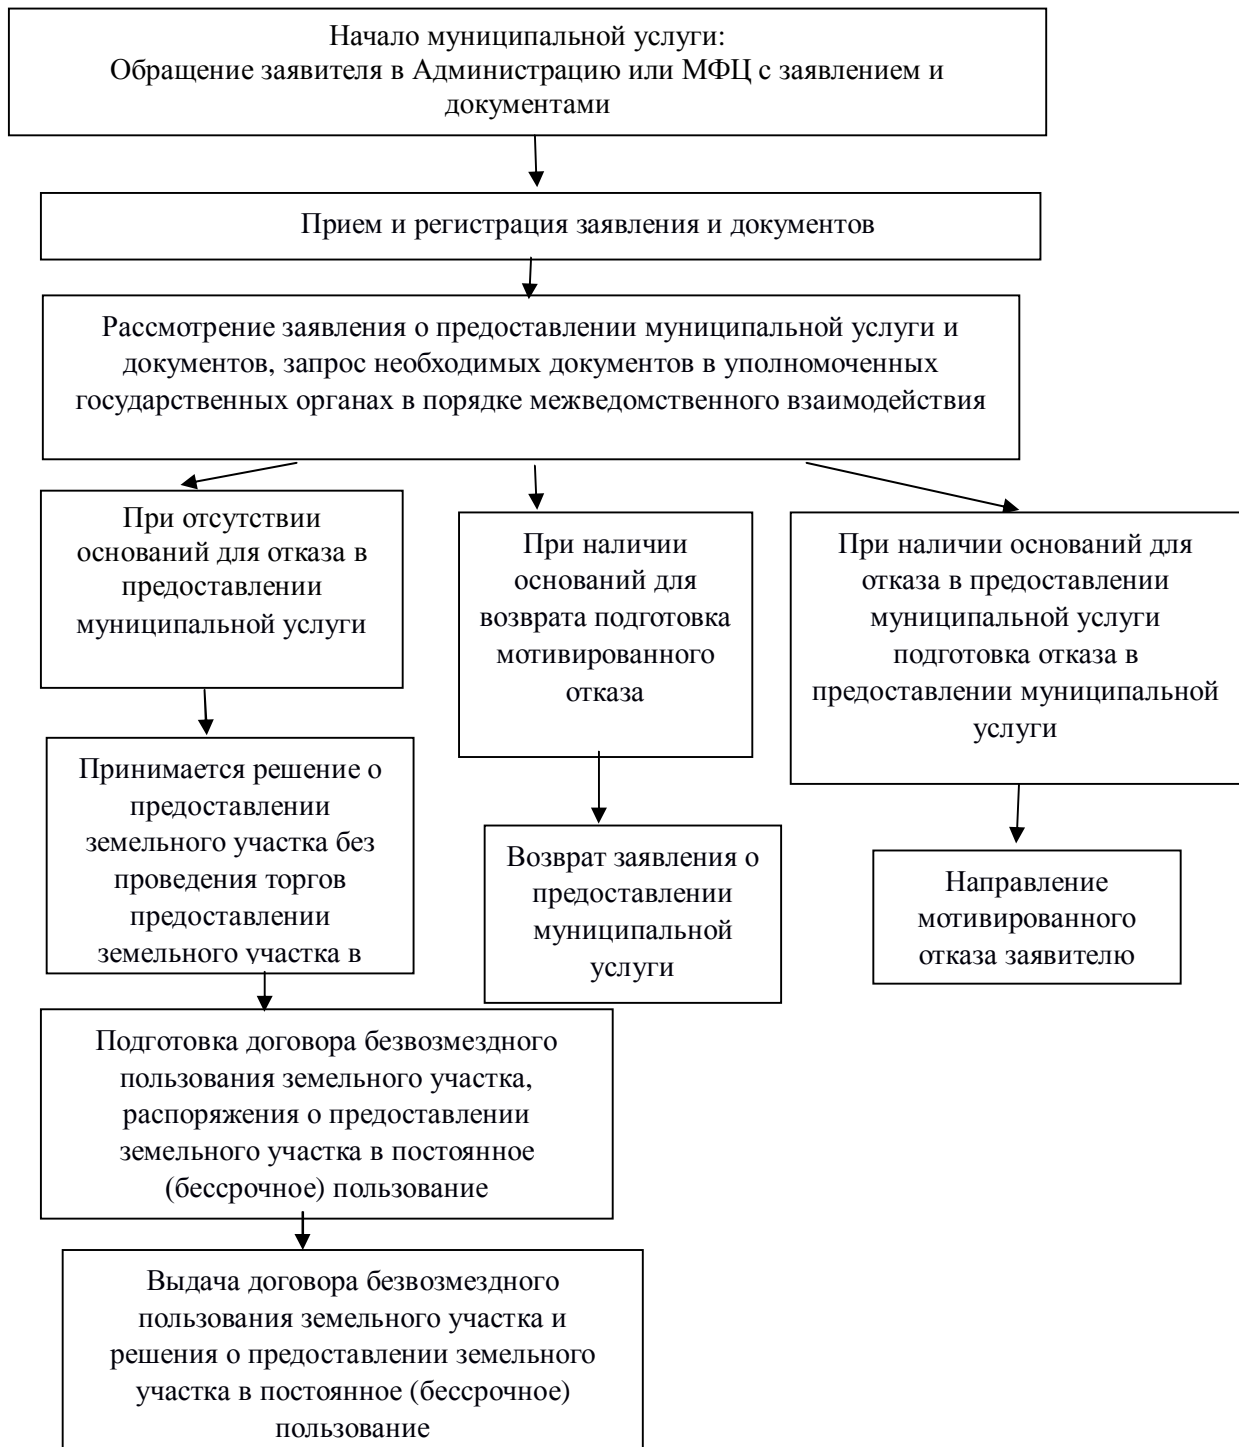 Начало муниципальной услуги:
Обращение заявителя в Администрацию или МФЦ с заявлением и
документами
Прием и регистрация заявления и документов
Рассмотрение заявления о предоставлении муниципальной услуги и
документов, запрос необходимых документов в уполномоченных
государственных органах в порядке межведомственного взаимодействия
При отсутствии
оснований для отказа в
предоставлении
муниципальной услуги
При наличии
оснований для
возврата подготовка
мотивированного
отказа
При наличии оснований для
отказа в предоставлении
муниципальной услуги
подготовка отказа в
предоставлении муниципальной
услуги
Принимается решение о
предоставлении
земельного участка без
проведения торгов
предоставлении
земельного участка в
Возврат заявления о
предоставлении
муниципальной
услуги
Направление
мотивированного
отказа заявителю
Подготовка договора безвозмездного
пользования земельного участка,
распоряжения о предоставлении
земельного участка в постоянное
(бессрочное) пользование
Выдача договора безвозмездного
пользования земельного участка и
решения о предоставлении земельного
участка в постоянное (бессрочное)
пользование